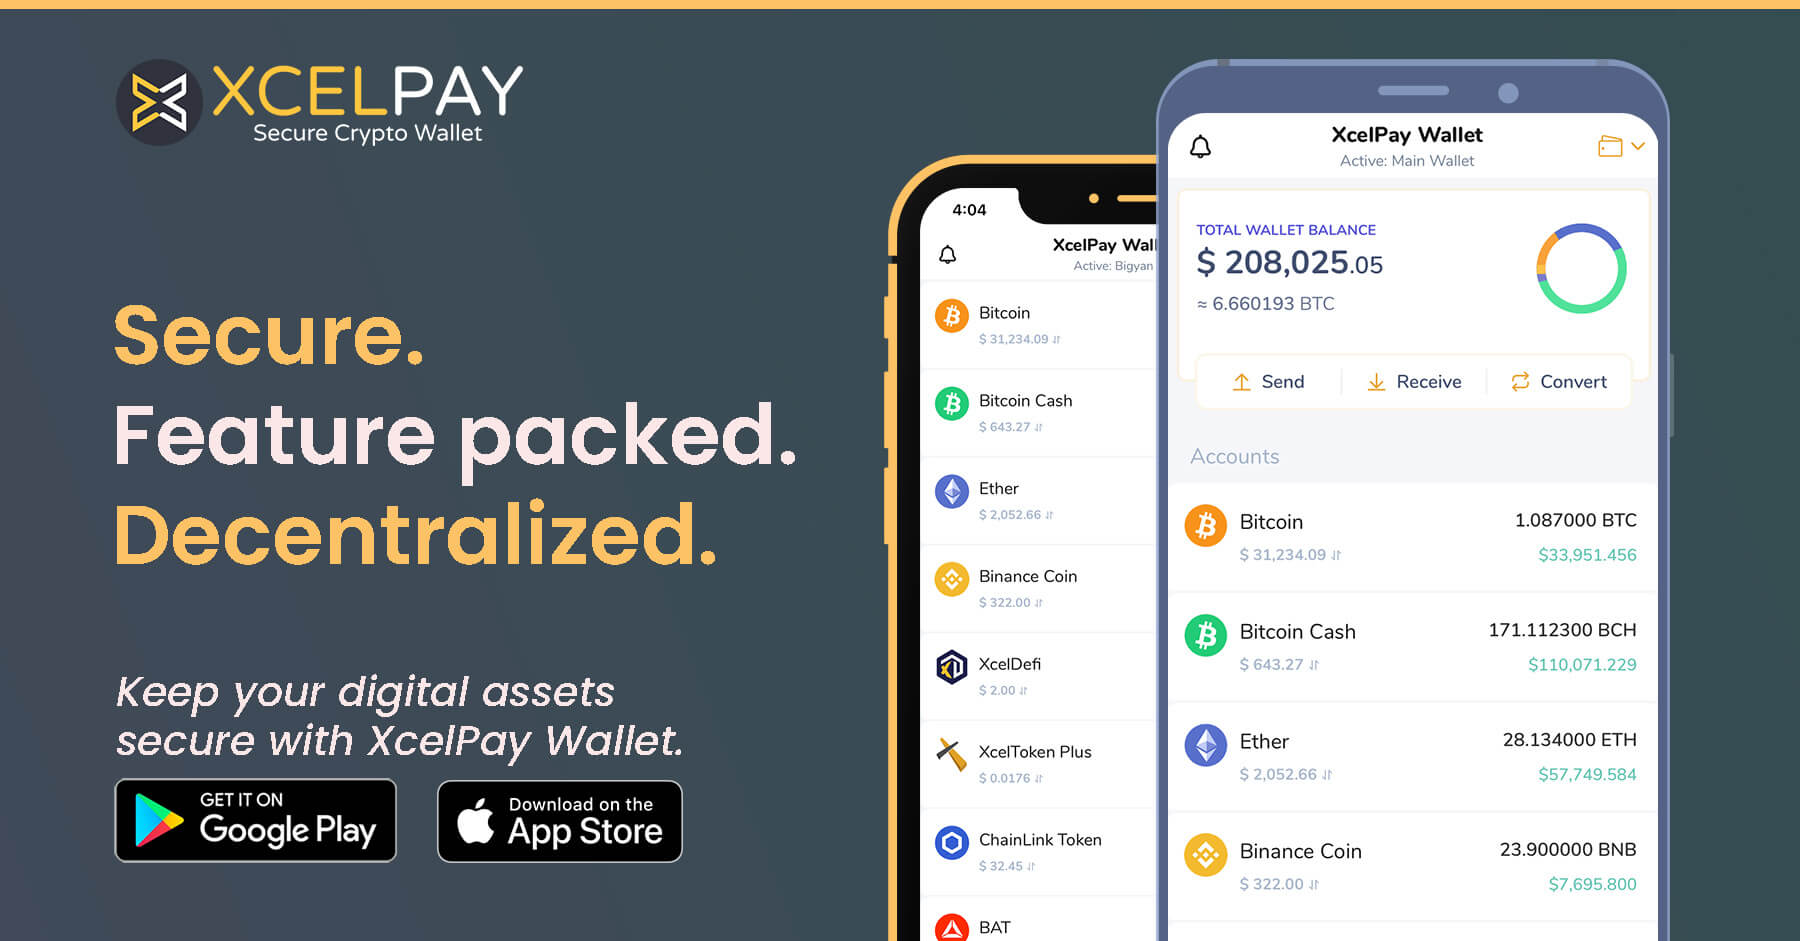 XCELPAY
Secure Crypto Wallet
Secure.
Feature packed.
Decentralized.
Keep your digital assets
secure with XcelPay Wallet.
GET IT ON
Google Play
Download on the
App Store
4:04
XcelPay Wall
Active: Bigyan
Bitcoin
$ 31,234.09
Bitcoin Cash
$ 643.27
Ether
$ 2,052.66
Binance Coin
$ 322.00
XcelDefi
$ 2.00
XcelToken Plus
$ 0.0176
ChainLink Token
$ 32.45
BAT
XcelPay Wallet
Active: Main Wallet
TOTAL WALLET BALANCE
$ 208,025.05
≈ 6.660193 BTC
Send Receive Convert
Accounts
Bitcoin 1.087000 BTC
$ 31,234.09 $33,951.456
Bitcoin Cash 171.112300 BCH
$ 643.27 $110,071.229
Ether 28.134000 ETH
$ 2,052.66 $57,749.584
Binance Coin 23.900000 BNB
$ 322.00 $7,695.800